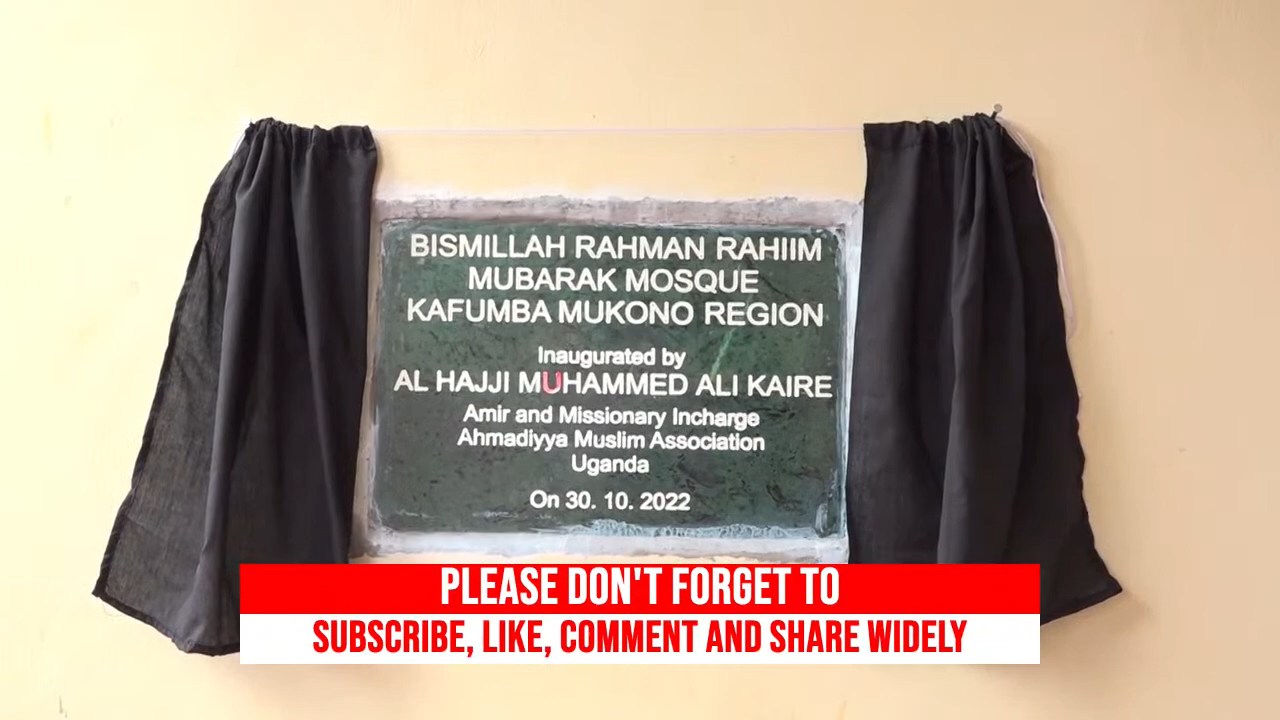 BISMILLAH RAHMAN RAHIIM
MUBARAK MOSQUE
KAFUMBA MUKONO REGION
Inaugurated by
AL HAJJI MUHAMMED ALI KAIRE
Amir and Missionary Incharge
Ahmadiyya Muslim Association
Uganda
On 30. 10. 2022
PLEASE DON'T FORGET TO
SUBSCRIBE, LIKE, COMMENT AND SHARE WIDELY